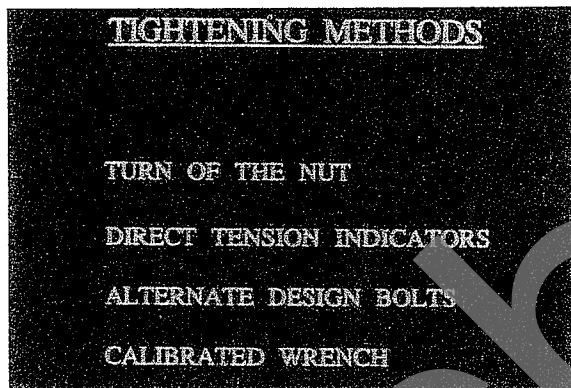 TIGHTENING METHODS
TURN OF THE NUT
DIRECT TENSION INDICATORS
ALTERNATE DESIGN BOLTS
CALIBRATED WRENCH